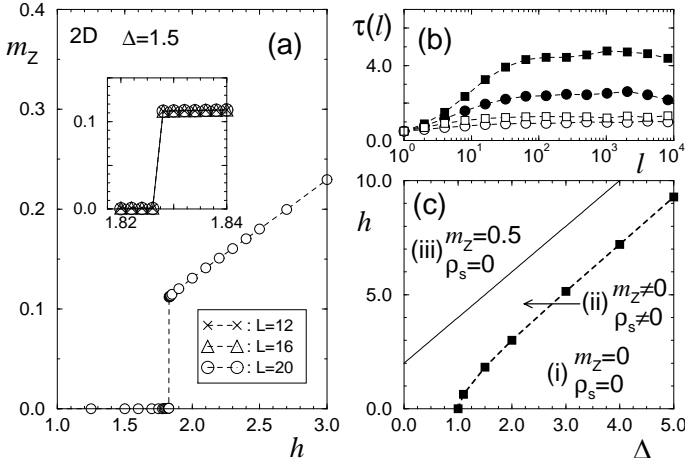 2D Δ=1.5 (a)
m_Z
0.4
0.3
0.2
0.1
0.0
0.1
0.0
1.82 1.84
×---×: L=12
△---△: L=16
○---○: L=20
1.0 1.5 2.0 2.5 3.0
h
τ(l) (b)
4.0
2.0
0.0
10^0 10^1 10^2 10^3 10^4
l
(c)
h
10.0
5.0
0.0
(iii) m_Z=0.5
ρ_s=0
(ii) m_Z≠0
ρ_s≠0
(i) m_Z=0
ρ_s=0
0.0 1.0 2.0 3.0 4.0 5.0
Δ